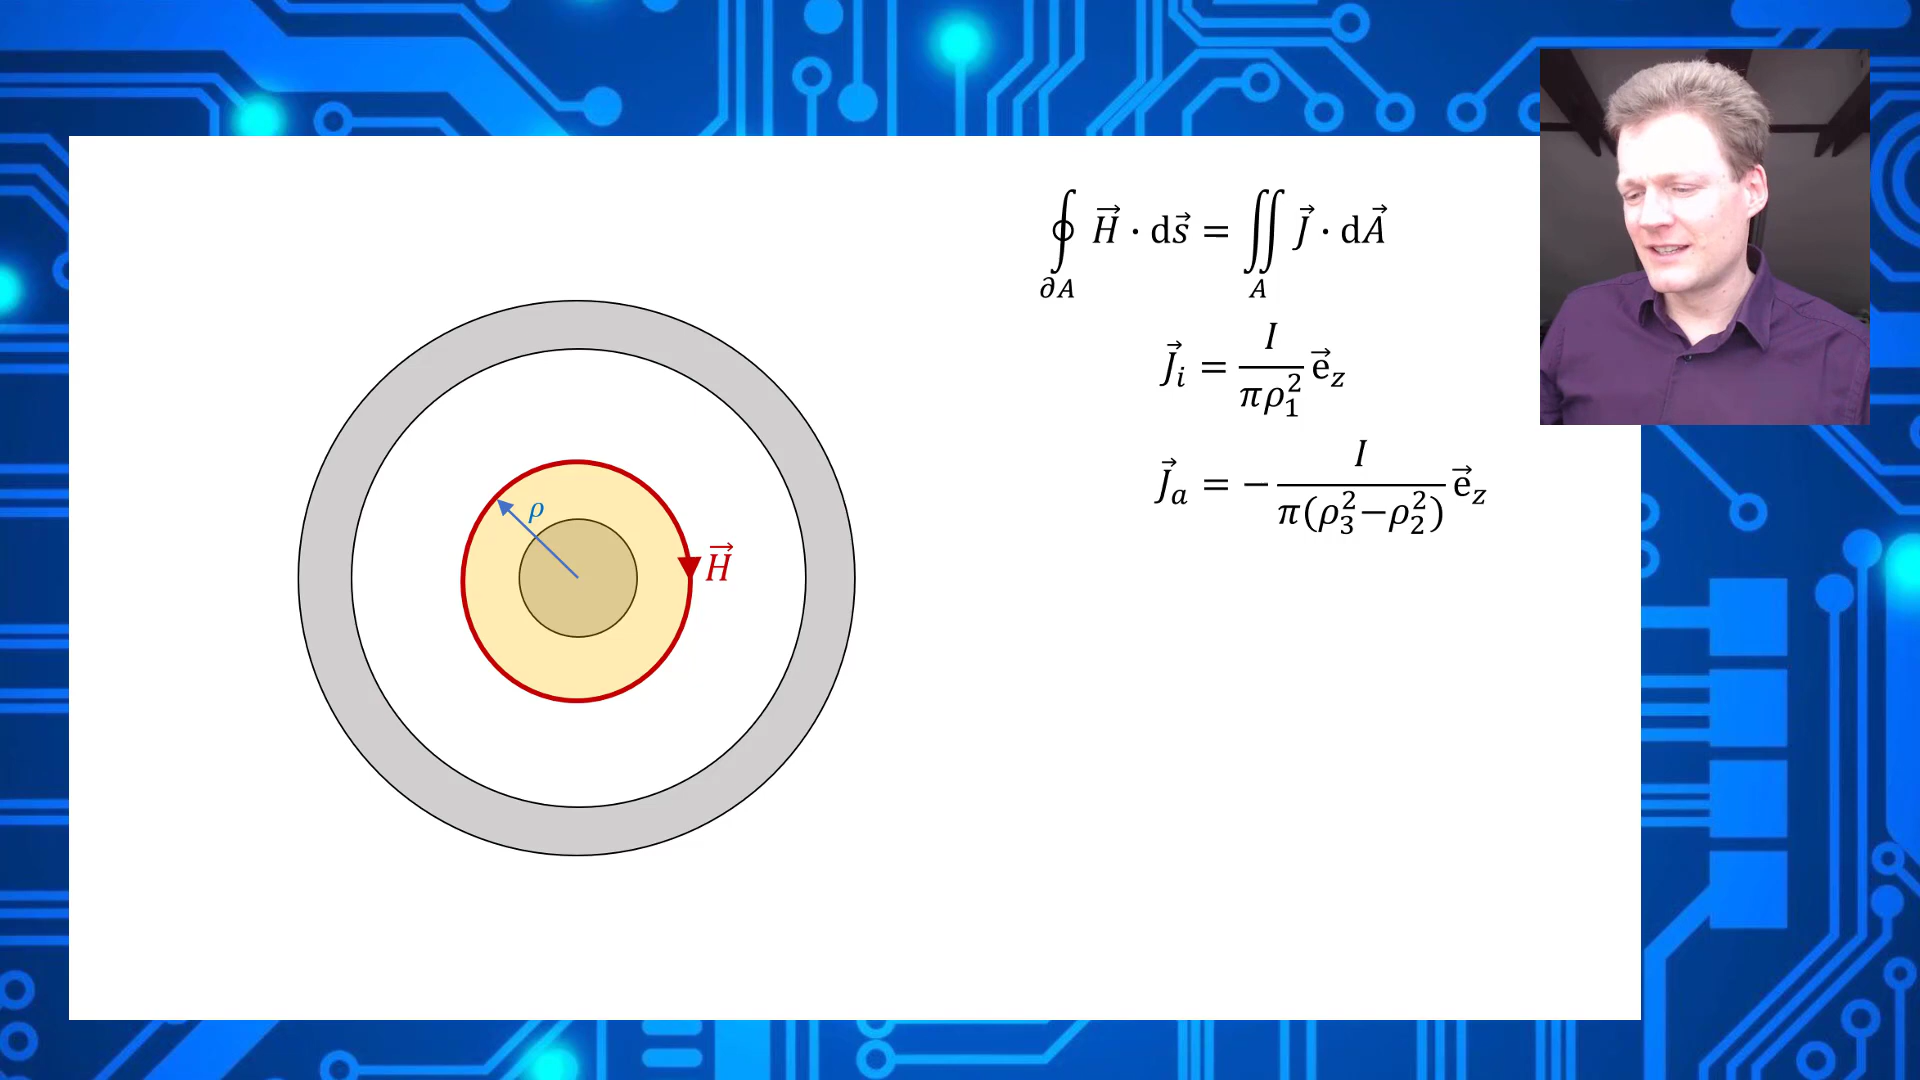 ∮_{∂A} H⃗ · ds⃗ = ∬_A J⃗ · dA⃗
J⃗_i = I / (πρ_1^2) e⃗_z
J⃗_a = − I / (π(ρ_3^2−ρ_2^2)) e⃗_z
ρ
H⃗